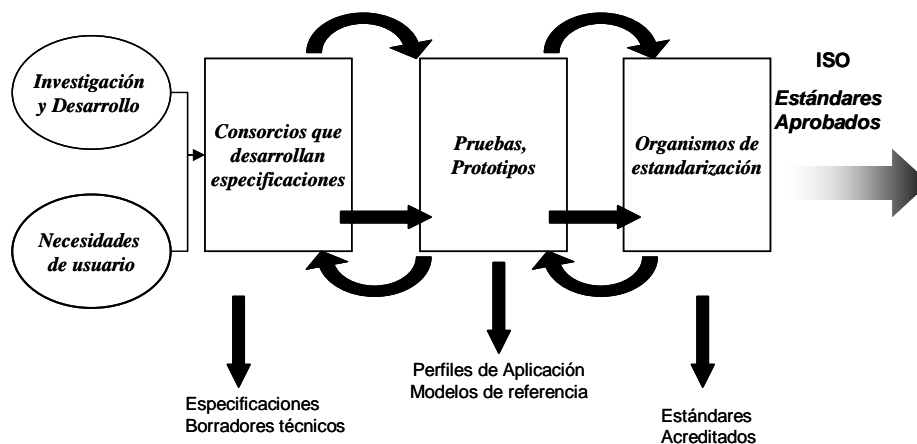 Investigación
y Desarrollo
Necesidades
de usuario
Consorcios que
desarrollan
especificaciones
Pruebas,
Prototipos
Organismos de
estandarización
ISO
Estándares
Aprobados
Especificaciones
Borradores técnicos
Perfiles de Aplicación
Modelos de referencia
Estándares
Acreditados